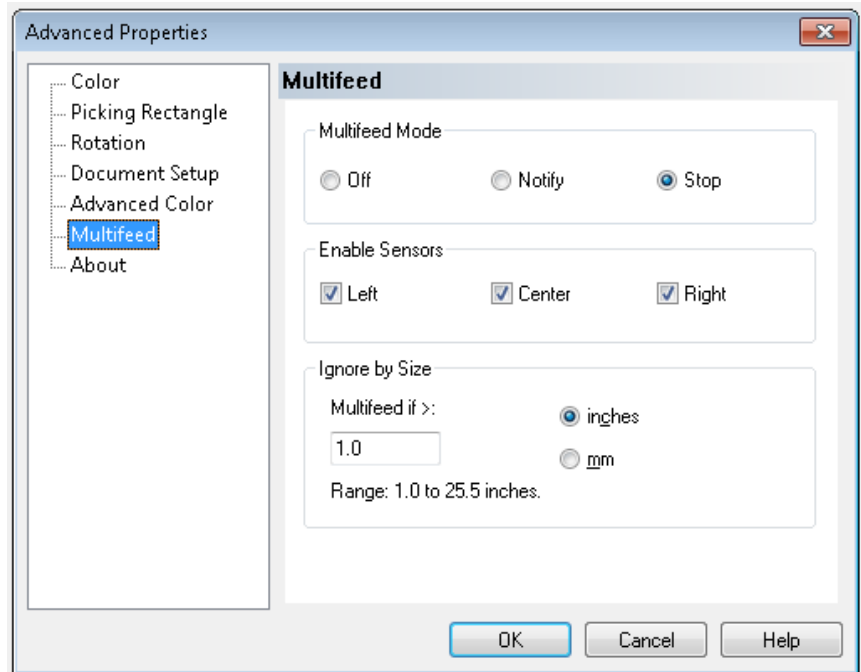 Advanced Properties
Color
Picking Rectangle
Rotation
Document Setup
Advanced Color
Multifeed
About
Multifeed
Multifeed Mode
Off Notify Stop
Enable Sensors
Left Center Right
Ignore by Size
Multifeed if >:
inches
1.0
mm
Range: 1.0 to 25.5 inches.
OK Cancel Help